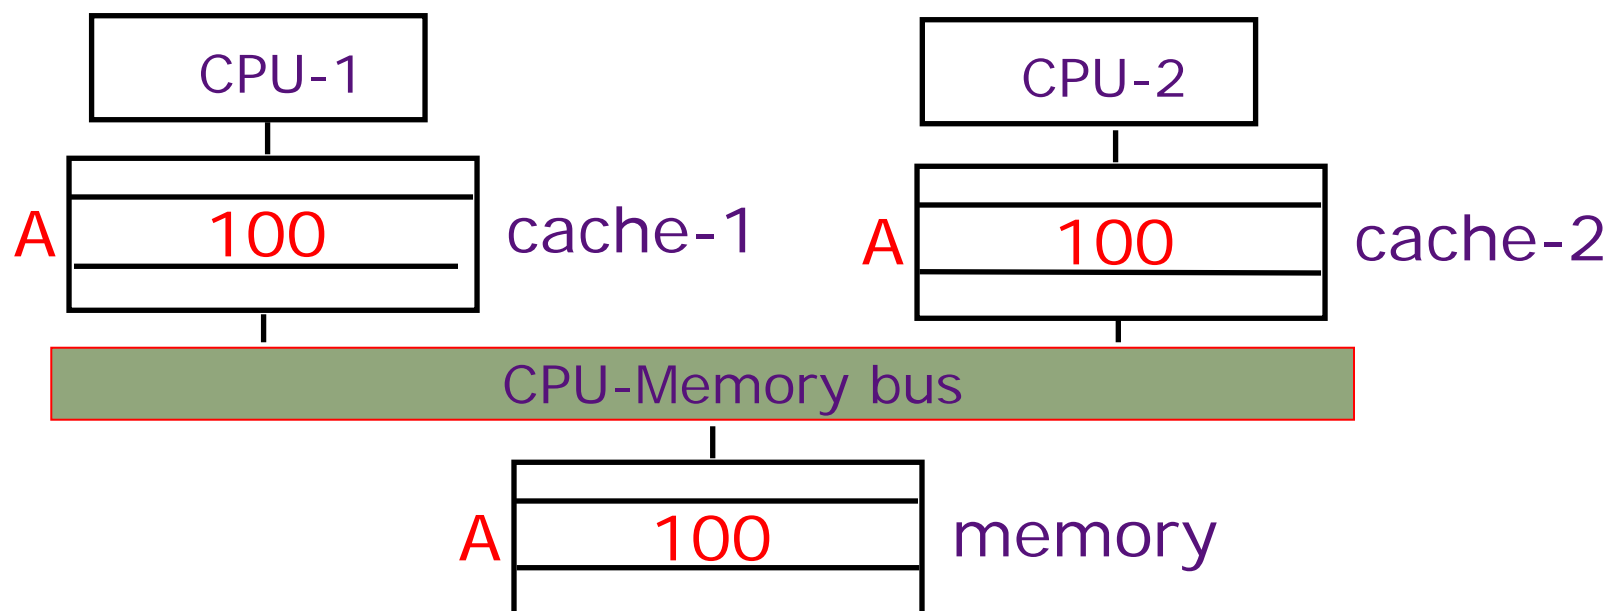 CPU-1
CPU-2
A 100 cache-1
A 100 cache-2
CPU-Memory bus
A 100 memory